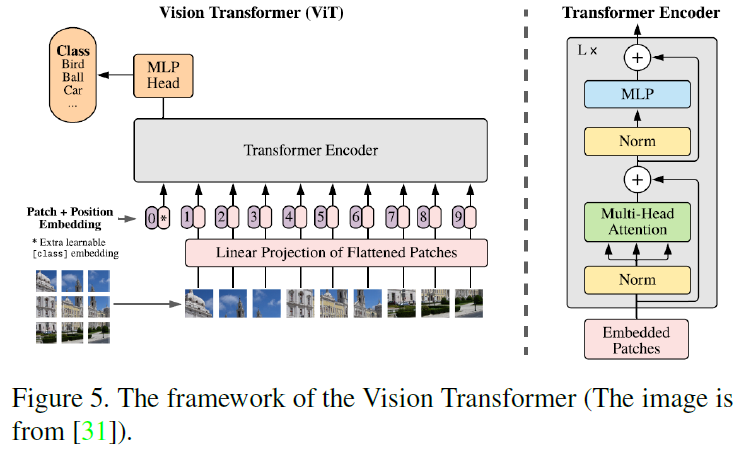 Vision Transformer (ViT)
Class
Bird
Ball
Car
...
MLP
Head
Transformer Encoder
Patch + Position
Embedding
* Extra learnable
[class] embedding
0 * 1 2 3 4 5 6 7 8 9
Linear Projection of Flattened Patches
Transformer Encoder
L ×
+
MLP
Norm
+
Multi-Head
Attention
Norm
Embedded
Patches
Figure 5. The framework of the Vision Transformer (The image is
from [31]).